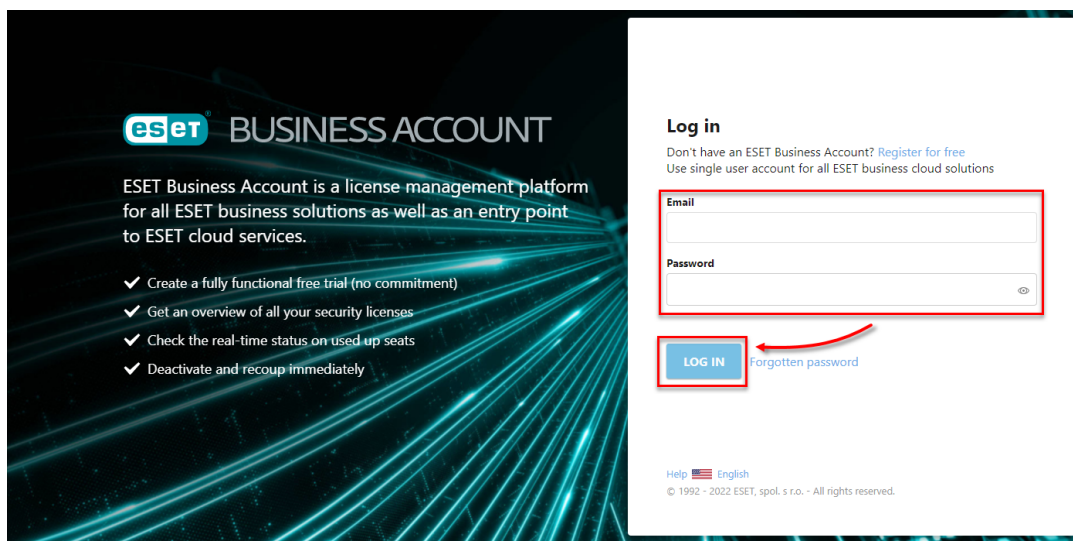 eset® BUSINESS ACCOUNT
ESET Business Account is a license management platform
for all ESET business solutions as well as an entry point
to ESET cloud services.
Create a fully functional free trial (no commitment)
Get an overview of all your security licenses
Check the real-time status on used up seats
Deactivate and recoup immediately
Log in
Don't have an ESET Business Account? Register for free
Use single user account for all ESET business cloud solutions
Email
Password
LOG IN Forgotten password
Help English
© 1992 - 2022 ESET, spol. s r.o. - All rights reserved.